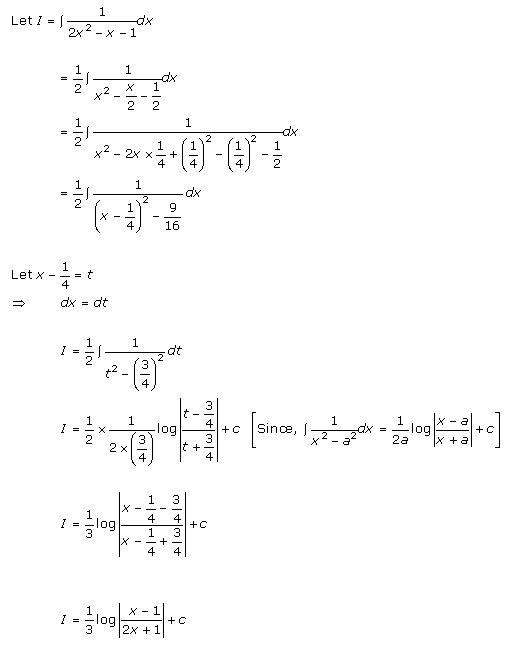 Let I = ∫ 1/(2x² − x − 1) dx
= 1/2 ∫ 1/(x² − x/2 − 1/2) dx
= 1/2 ∫ 1/(x² − 2x × 1/4 + (1/4)² − (1/4)² − 1/2) dx
= 1/2 ∫ 1/((x − 1/4)² − 9/16) dx
Let x − 1/4 = t
⇒ dx = dt
I = 1/2 ∫ 1/(t² − (3/4)²) dt
I = 1/2 × 1/(2 × (3/4)) log |(t − 3/4)/(t + 3/4)| + c [Since, ∫ 1/(x² − a²) dx = 1/2a log |(x − a)/(x + a)| + c]
I = 1/3 log |(x − 1/4 − 3/4)/(x − 1/4 + 3/4)| + c
I = 1/3 log |(x − 1)/(2x + 1)| + c